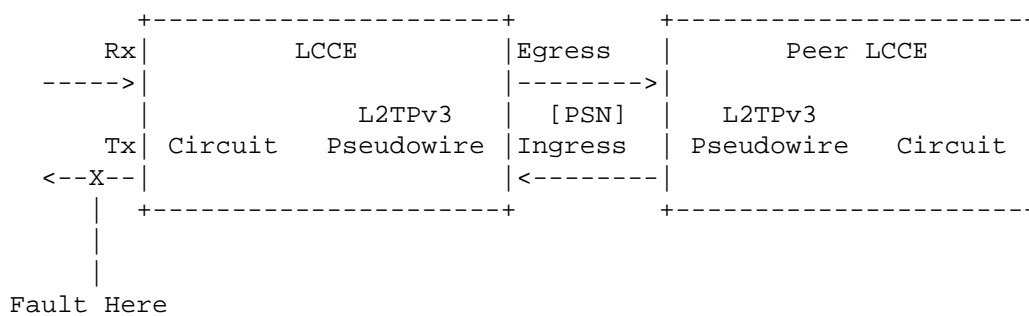 +----------------------+ +----------------------
Rx| LCCE |Egress | Peer LCCE
----->| |-------->|
| L2TPv3 | [PSN] | L2TPv3
Tx| Circuit Pseudowire |Ingress | Pseudowire Circuit
<--X--| |<--------|
| +----------------------+ +----------------------
|
|
Fault Here